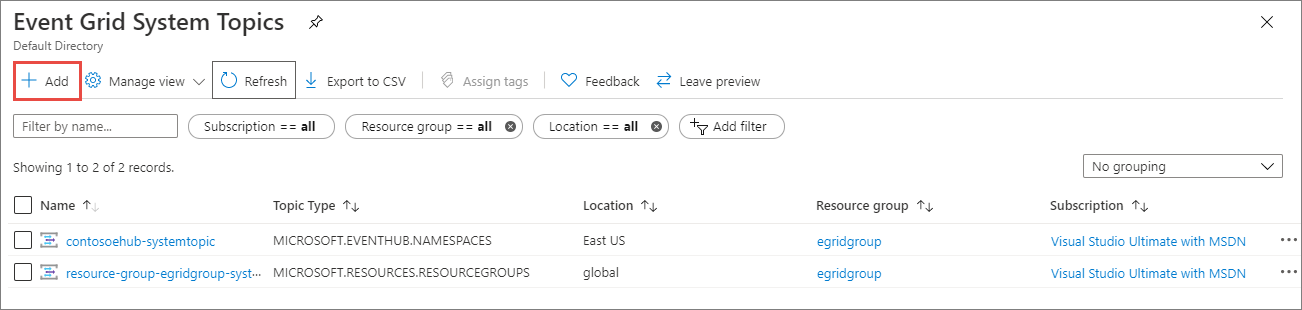 Event Grid System Topics
Default Directory
Add Manage view Refresh Export to CSV Assign tags Feedback Leave preview
Filter by name... Subscription == all Resource group == all Location == all Add filter
Showing 1 to 2 of 2 records. No grouping
Name Topic Type Location Resource group Subscription
contosoehub-systemtopic MICROSOFT.EVENTHUB.NAMESPACES East US egridgroup Visual Studio Ultimate with MSDN
resource-group-egridgroup-syst... MICROSOFT.RESOURCES.RESOURCEGROUPS global egridgroup Visual Studio Ultimate with MSDN